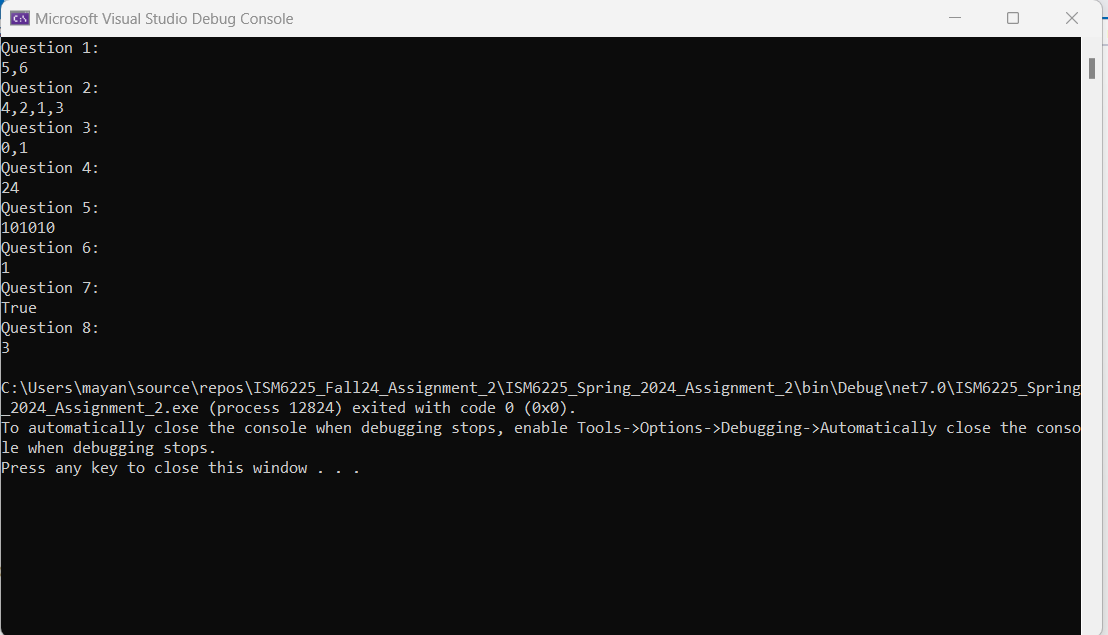 Microsoft Visual Studio Debug Console
Question 1:
5,6
Question 2:
4,2,1,3
Question 3:
0,1
Question 4:
24
Question 5:
101010
Question 6:
1
Question 7:
True
Question 8:
3
C:\Users\mayan\source\repos\ISM6225_Fall24_Assignment_2\ISM6225_Spring_2024_Assignment_2\bin\Debug\net7.0\ISM6225_Spring
_2024_Assignment_2.exe (process 12824) exited with code 0 (0x0).
To automatically close the console when debugging stops, enable Tools->Options->Debugging->Automatically close the conso
le when debugging stops.
Press any key to close this window . . .